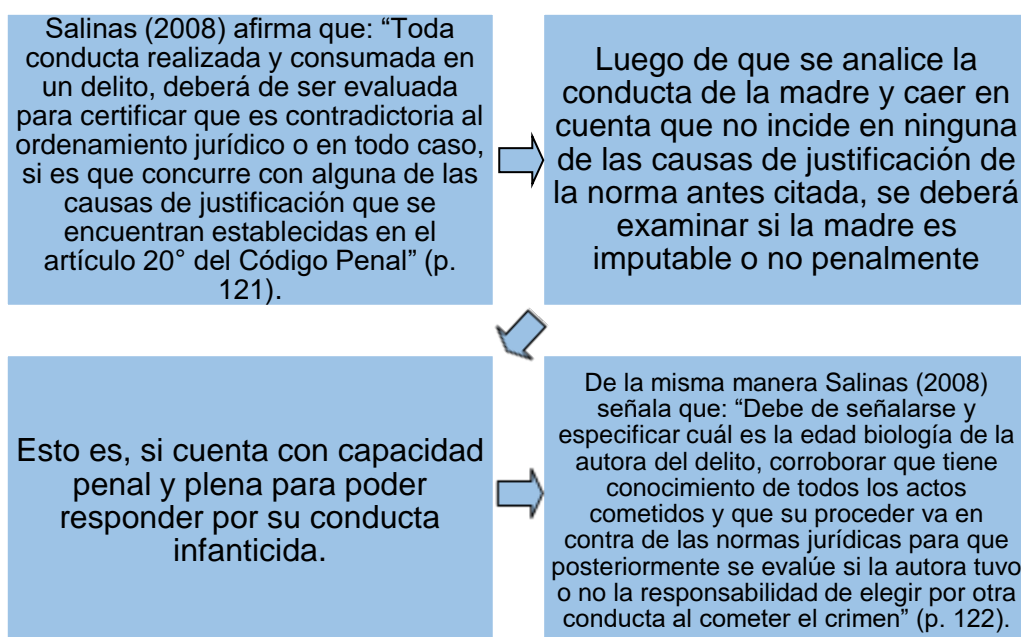 Salinas (2008) afirma que: “Toda
conducta realizada y consumada en
un delito, deberá de ser evaluada
para certificar que es contradictoria al
ordenamiento jurídico o en todo caso,
si es que concurre con alguna de las
causas de justificación que se
encuentran establecidas en el
artículo 20° del Código Penal” (p.
121).
Luego de que se analice la
conducta de la madre y caer en
cuenta que no incide en ninguna
de las causas de justificación de
la norma antes citada, se deberá
examinar si la madre es
imputable o no penalmente
Esto es, si cuenta con capacidad
penal y plena para poder
responder por su conducta
infanticida.
De la misma manera Salinas (2008)
señala que: “Debe de señalarse y
especificar cuál es la edad biología de la
autora del delito, corroborar que tiene
conocimiento de todos los actos
cometidos y que su proceder va en
contra de las normas jurídicas para que
posteriormente se evalúe si la autora tuvo
o no la responsabilidad de elegir por otra
conducta al cometer el crimen” (p. 122).